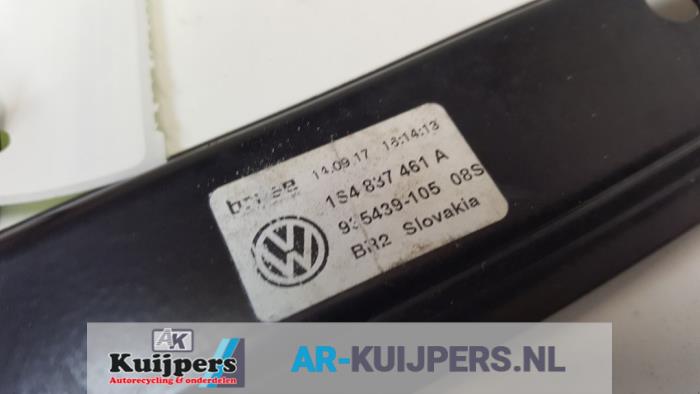 brose 14.09.17 18:14:13
1S4 837 461 A
935439-105 08S
BR2 Slovakia
AK
Kuijpers
Autorecycling & onderdelen
AR-KUIJPERS.NL